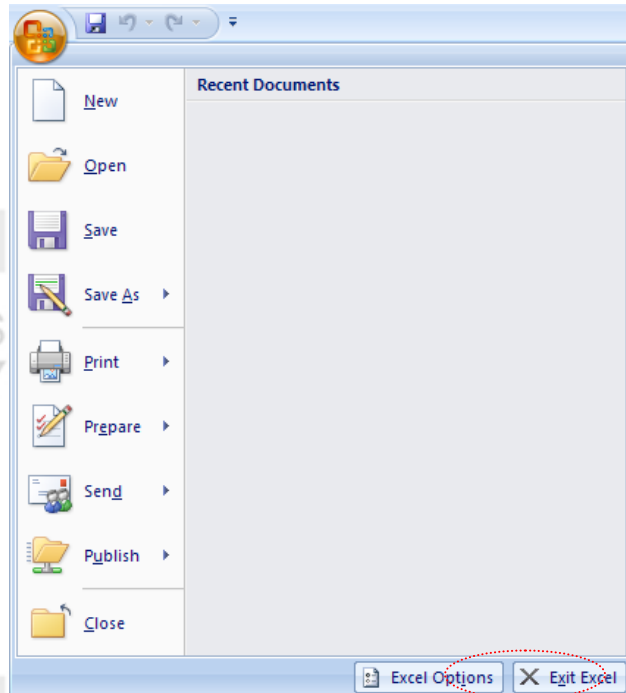 Recent Documents
New
Open
Save
Save As
Print
Prepare
Send
Publish
Close
Excel Options
Exit Excel